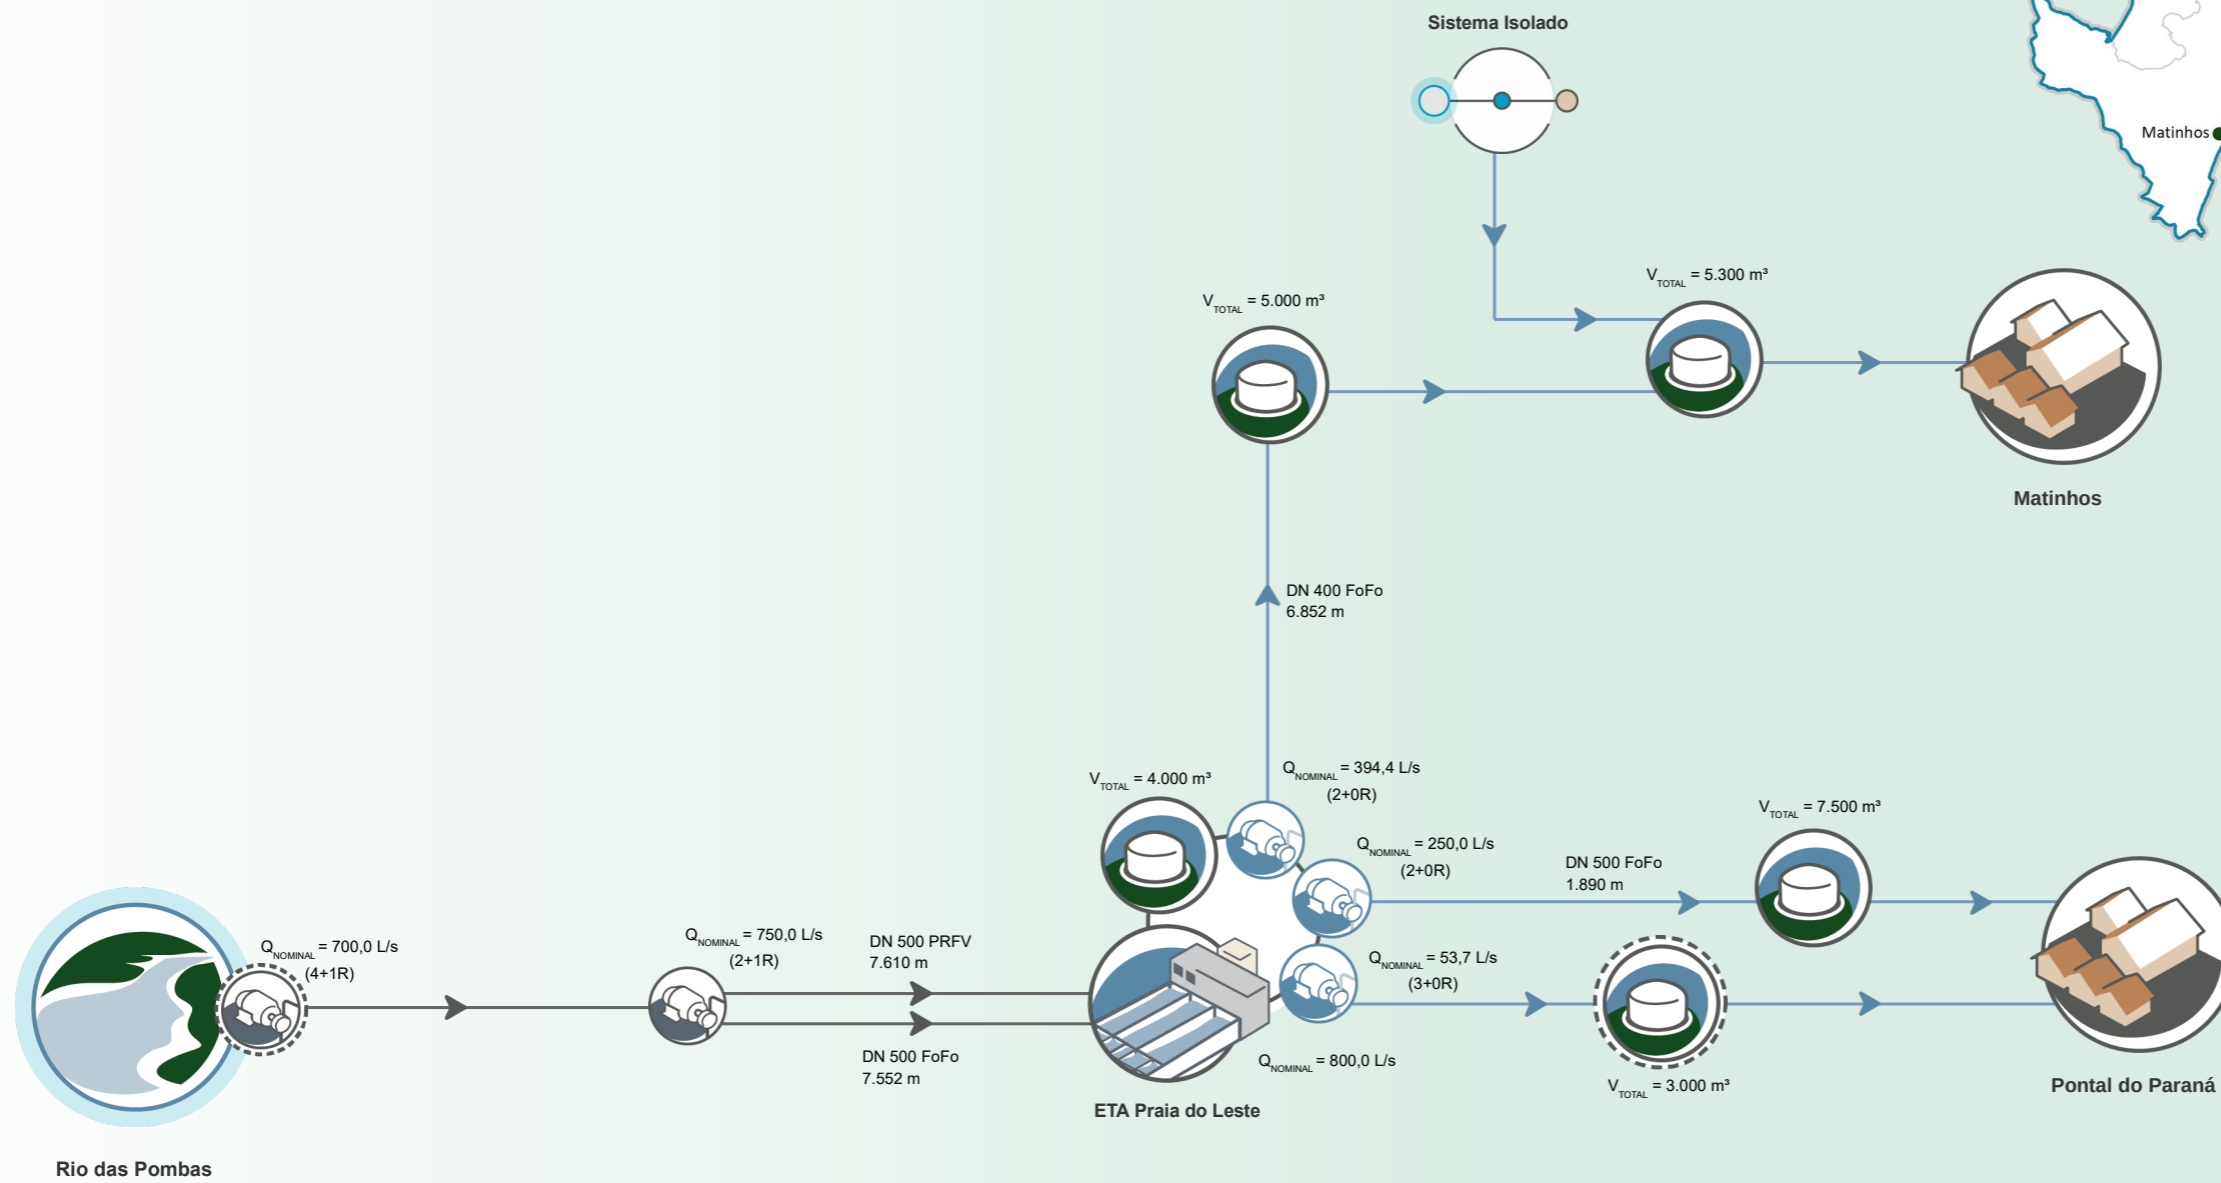 Sistema Isolado
Matinhos
V TOTAL = 5.300 m³
V TOTAL = 5.000 m³
Matinhos
DN 400 FoFo
6.852 m
Q NOMINAL = 394,4 L/s
(2+0R)
V TOTAL = 4.000 m³
V TOTAL = 7.500 m³
Q NOMINAL = 250,0 L/s
(2+0R)
DN 500 FoFo
1.890 m
Q NOMINAL = 700,0 L/s
(4+1R)
Q NOMINAL = 750,0 L/s
(2+1R)
DN 500 PRFV
7.610 m
Q NOMINAL = 53,7 L/s
(3+0R)
DN 500 FoFo
7.552 m
Q NOMINAL = 800,0 L/s
V TOTAL = 3.000 m³
Pontal do Paraná
ETA Praia do Leste
Rio das Pombas